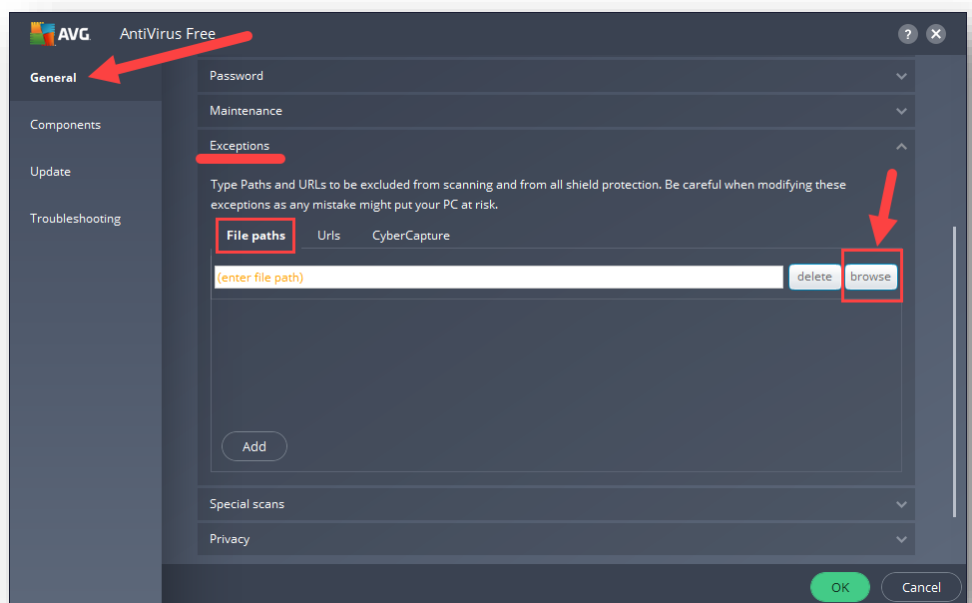 AVG AntiVirus Free ?
General
Components
Update
Troubleshooting
Password
Maintenance
Exceptions
Type Paths and URLs to be excluded from scanning and from all shield protection. Be careful when modifying these
exceptions as any mistake might put your PC at risk.
File paths Urls CyberCapture
(enter file path) delete browse
Add
Special scans
Privacy
OK Cancel